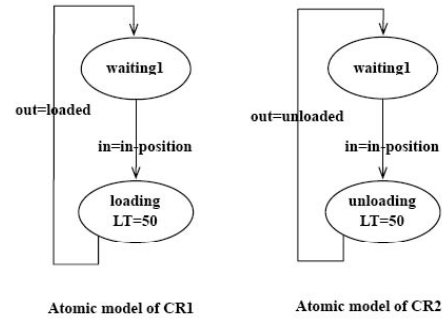 waiting1
out=loaded
in=in-position
loading
LT=50
Atomic model of CR1
waiting1
out=unloaded
in=in-position
unloading
LT=50
Atomic model of CR2